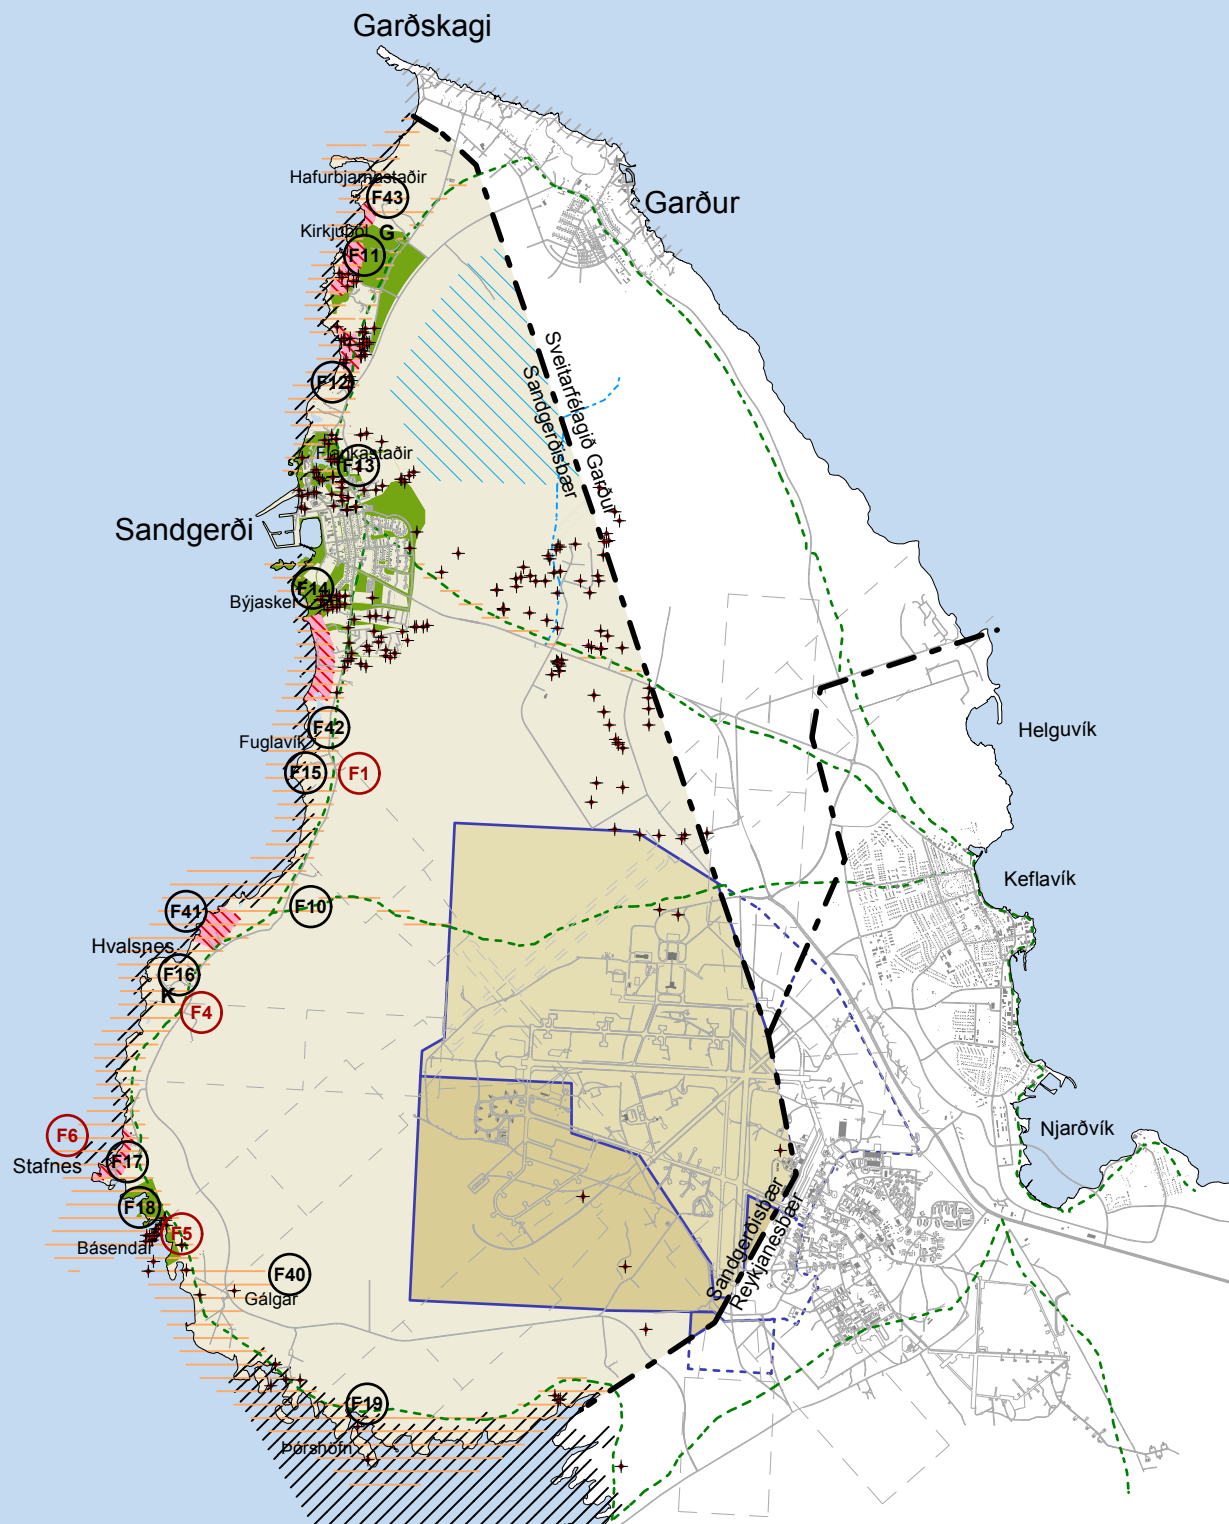 Garðskagi
Hafurbjarnastaðir
F43
Garður
Kirkjuból
G
F11
Sveitarfélagið Garður
Sandgerðisbær
F12
Flankastaðir
F13
Sandgerði
F14
Býjasker
F42
Helguvík
Fuglavík
F15
F1
Keflavík
F41
F10
Hvalsnes
F16
K
F4
F6
Njarðvík
Stafnes
F17
F18
F5
Básendar
Sandgerðisbær
Reykjanesbær
F40
Gálgar
F19
Þórshöfn